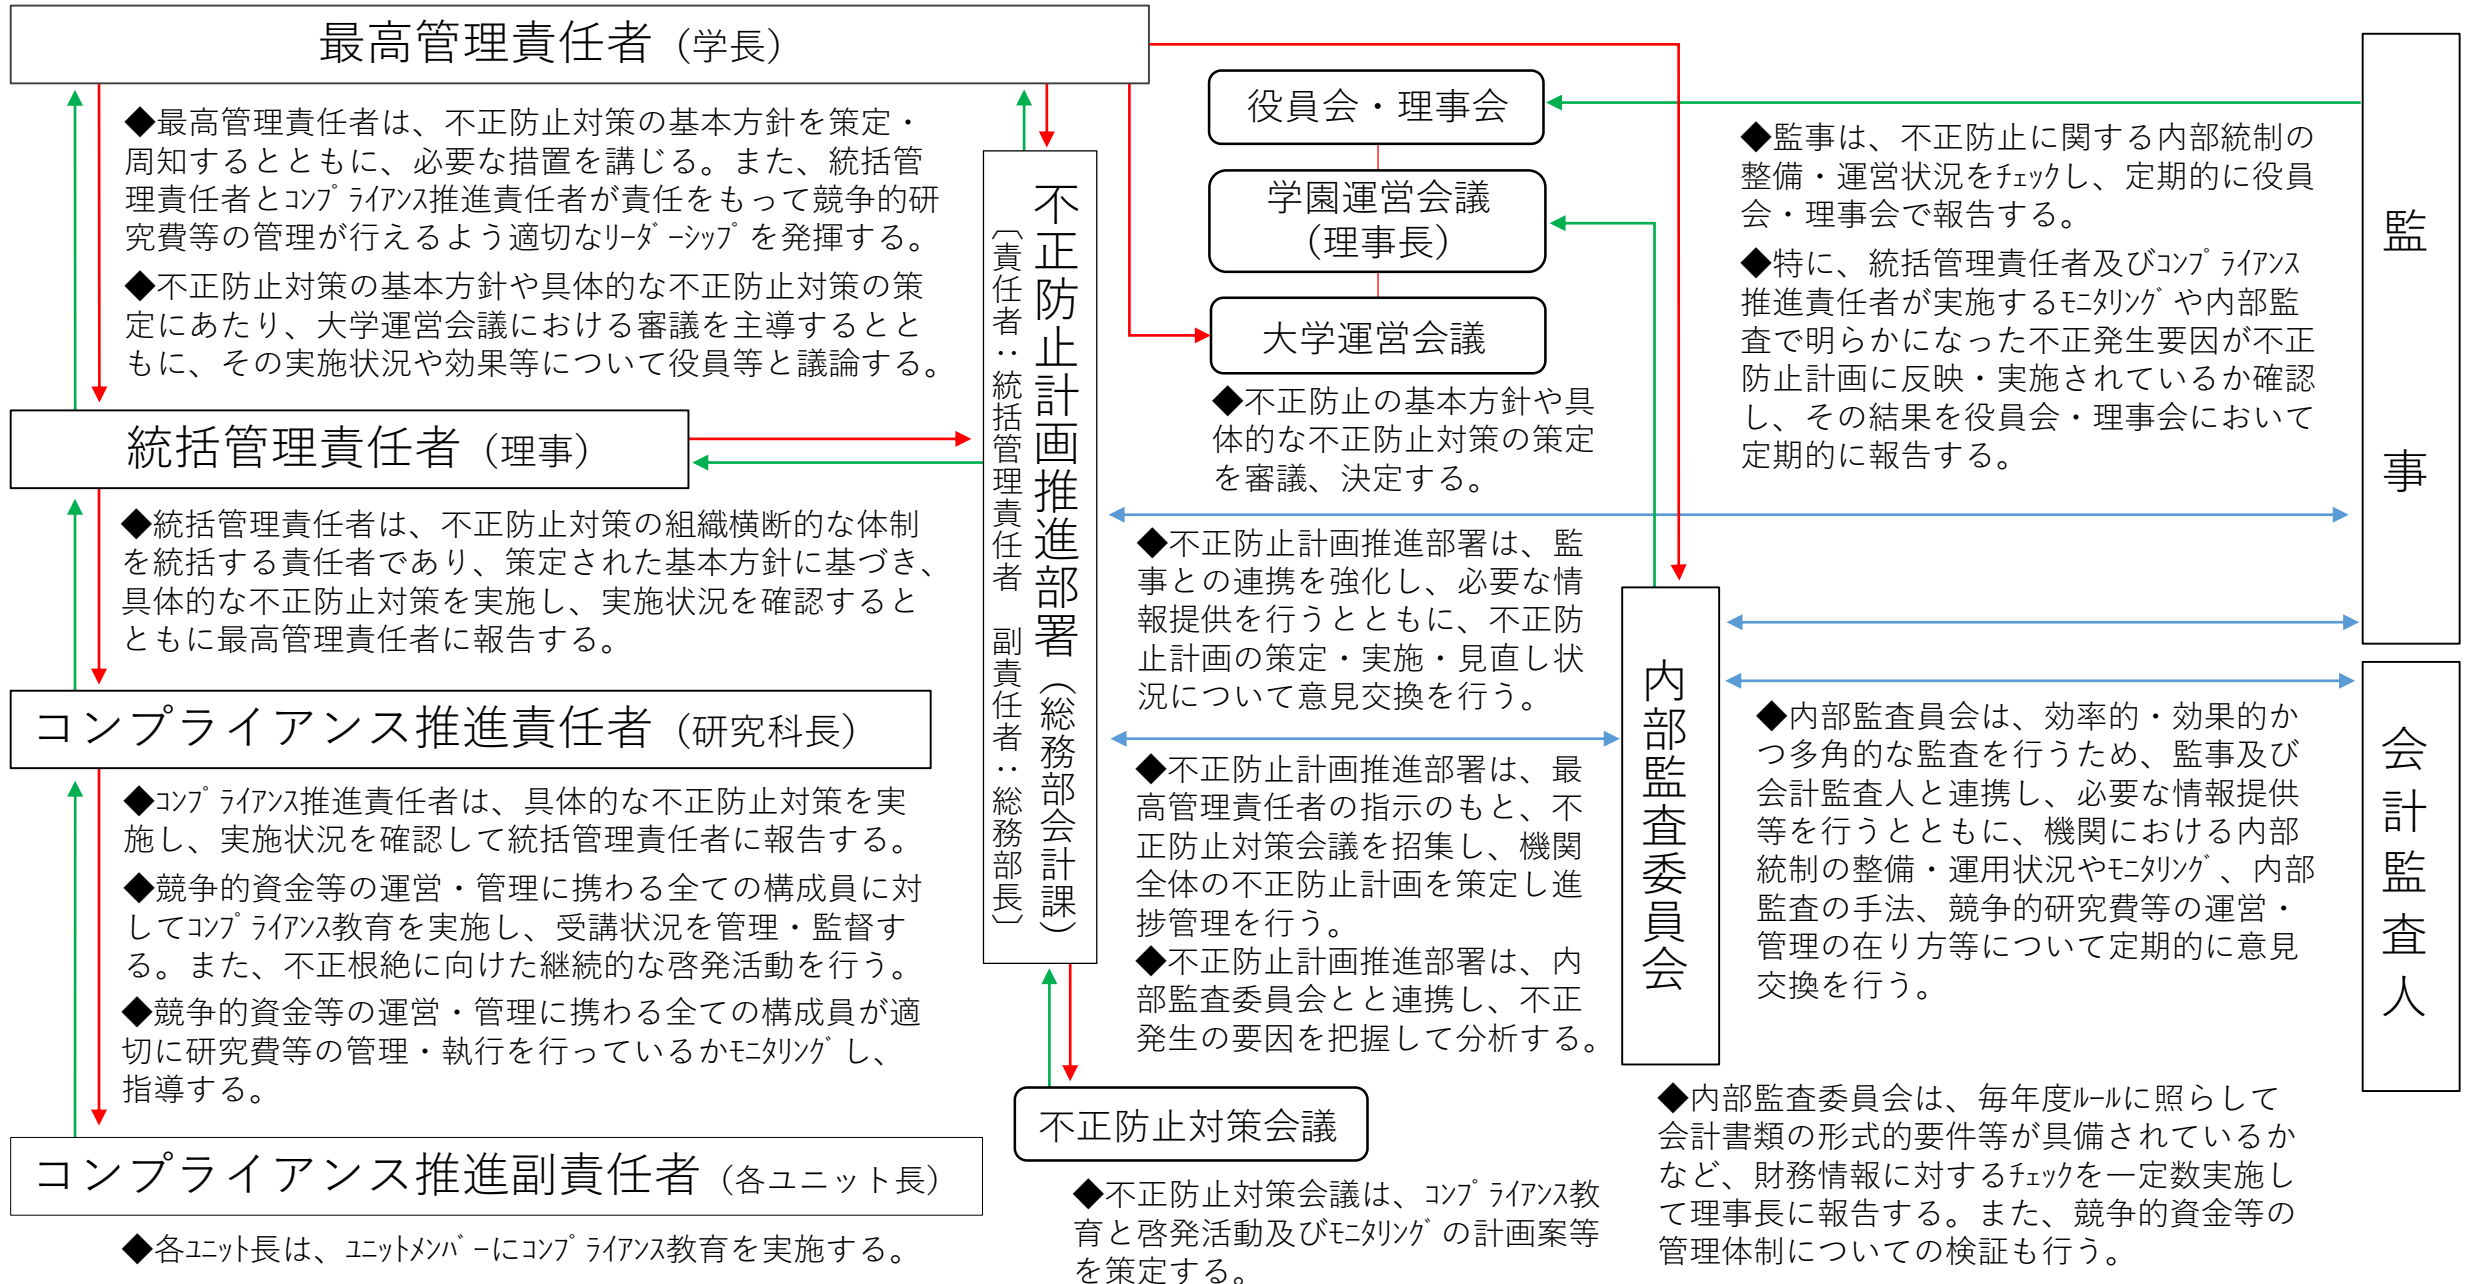 最高管理責任者（学長）
◆最高管理責任者は、不正防止対策の基本方針を策定・
周知するとともに、必要な措置を講じる。また、統括管
理責任者とｺﾝﾌﾟﾗｲｱﾝｽ推進責任者が責任をもって競争的研
究費等の管理が行えるよう適切なﾘｰﾀﾞｰｼｯﾌﾟを発揮する。
◆不正防止対策の基本方針や具体的な不正防止対策の策
定にあたり、大学運営会議における審議を主導するとと
もに、その実施状況や効果等について役員等と議論する。
統括管理責任者（理事）
◆統括管理責任者は、不正防止対策の組織横断的な体制
を統括する責任者であり、策定された基本方針に基づき、
具体的な不正防止対策を実施し、実施状況を確認すると
ともに最高管理責任者に報告する。
コンプライアンス推進責任者（研究科長）
◆ｺﾝﾌﾟﾗｲｱﾝｽ推進責任者は、具体的な不正防止対策を実
施し、実施状況を確認して統括管理責任者に報告する。
◆競争的資金等の運営・管理に携わる全ての構成員に対
してｺﾝﾌﾟﾗｲｱﾝｽ教育を実施し、受講状況を管理・監督す
る。また、不正根絶に向けた継続的な啓発活動を行う。
◆競争的資金等の運営・管理に携わる全ての構成員が適
切に研究費等の管理・執行を行っているかﾓﾆﾀﾘﾝｸﾞし、
指導する。
コンプライアンス推進副責任者（各ユニット長）
◆各ﾕﾆｯﾄ長は、ﾕﾆｯﾄﾒﾝﾊﾞｰにｺﾝﾌﾟﾗｲｱﾝｽ教育を実施する。
不正防止計画推進部署（総務部会計課）
〔責任者：統括管理責任者　副責任者：総務部長〕
役員会・理事会
学園運営会議
（理事長）
大学運営会議
◆不正防止の基本方針や具
体的な不正防止対策の策定
を審議、決定する。
◆不正防止計画推進部署は、監
事との連携を強化し、必要な情
報提供を行うとともに、不正防
止計画の策定・実施・見直し状
況について意見交換を行う。
◆不正防止計画推進部署は、最
高管理責任者の指示のもと、不
正防止対策会議を招集し、機関
全体の不正防止計画を策定し進
捗管理を行う。
◆不正防止計画推進部署は、内
部監査委員会とと連携し、不正
発生の要因を把握して分析する。
不正防止対策会議
◆不正防止対策会議は、ｺﾝﾌﾟﾗｲｱﾝｽ教
育と啓発活動及びﾓﾆﾀﾘﾝｸﾞの計画案等
を策定する。
内部監査委員会
◆監事は、不正防止に関する内部統制の
整備・運営状況をﾁｪｯｸし、定期的に役員
会・理事会で報告する。
◆特に、統括管理責任者及びｺﾝﾌﾟﾗｲｱﾝｽ
推進責任者が実施するﾓﾆﾀﾘﾝｸﾞや内部監
査で明らかになった不正発生要因が不正
防止計画に反映・実施されているか確認
し、その結果を役員会・理事会において
定期的に報告する。
◆内部監査員会は、効率的・効果的か
つ多角的な監査を行うため、監事及び
会計監査人と連携し、必要な情報提供
等を行うとともに、機関における内部
統制の整備・運用状況やﾓﾆﾀﾘﾝｸﾞ、内部
監査の手法、競争的研究費等の運営・
管理の在り方等について定期的に意見
交換を行う。
◆内部監査委員会は、毎年度ﾙｰﾙに照らして
会計書類の形式的要件等が具備されているか
など、財務情報に対するﾁｪｯｸを一定数実施し
て理事長に報告する。また、競争的資金等の
管理体制についての検証も行う。
監事
会計監査人